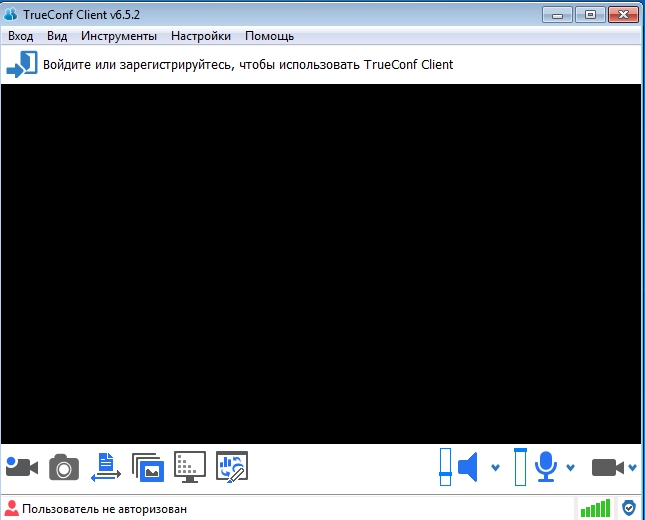 TrueConf Client v6.5.2
Вход Вид Инструменты Настройки Помощь
Войдите или зарегистрируйтесь, чтобы использовать TrueConf Client
Пользователь не авторизован